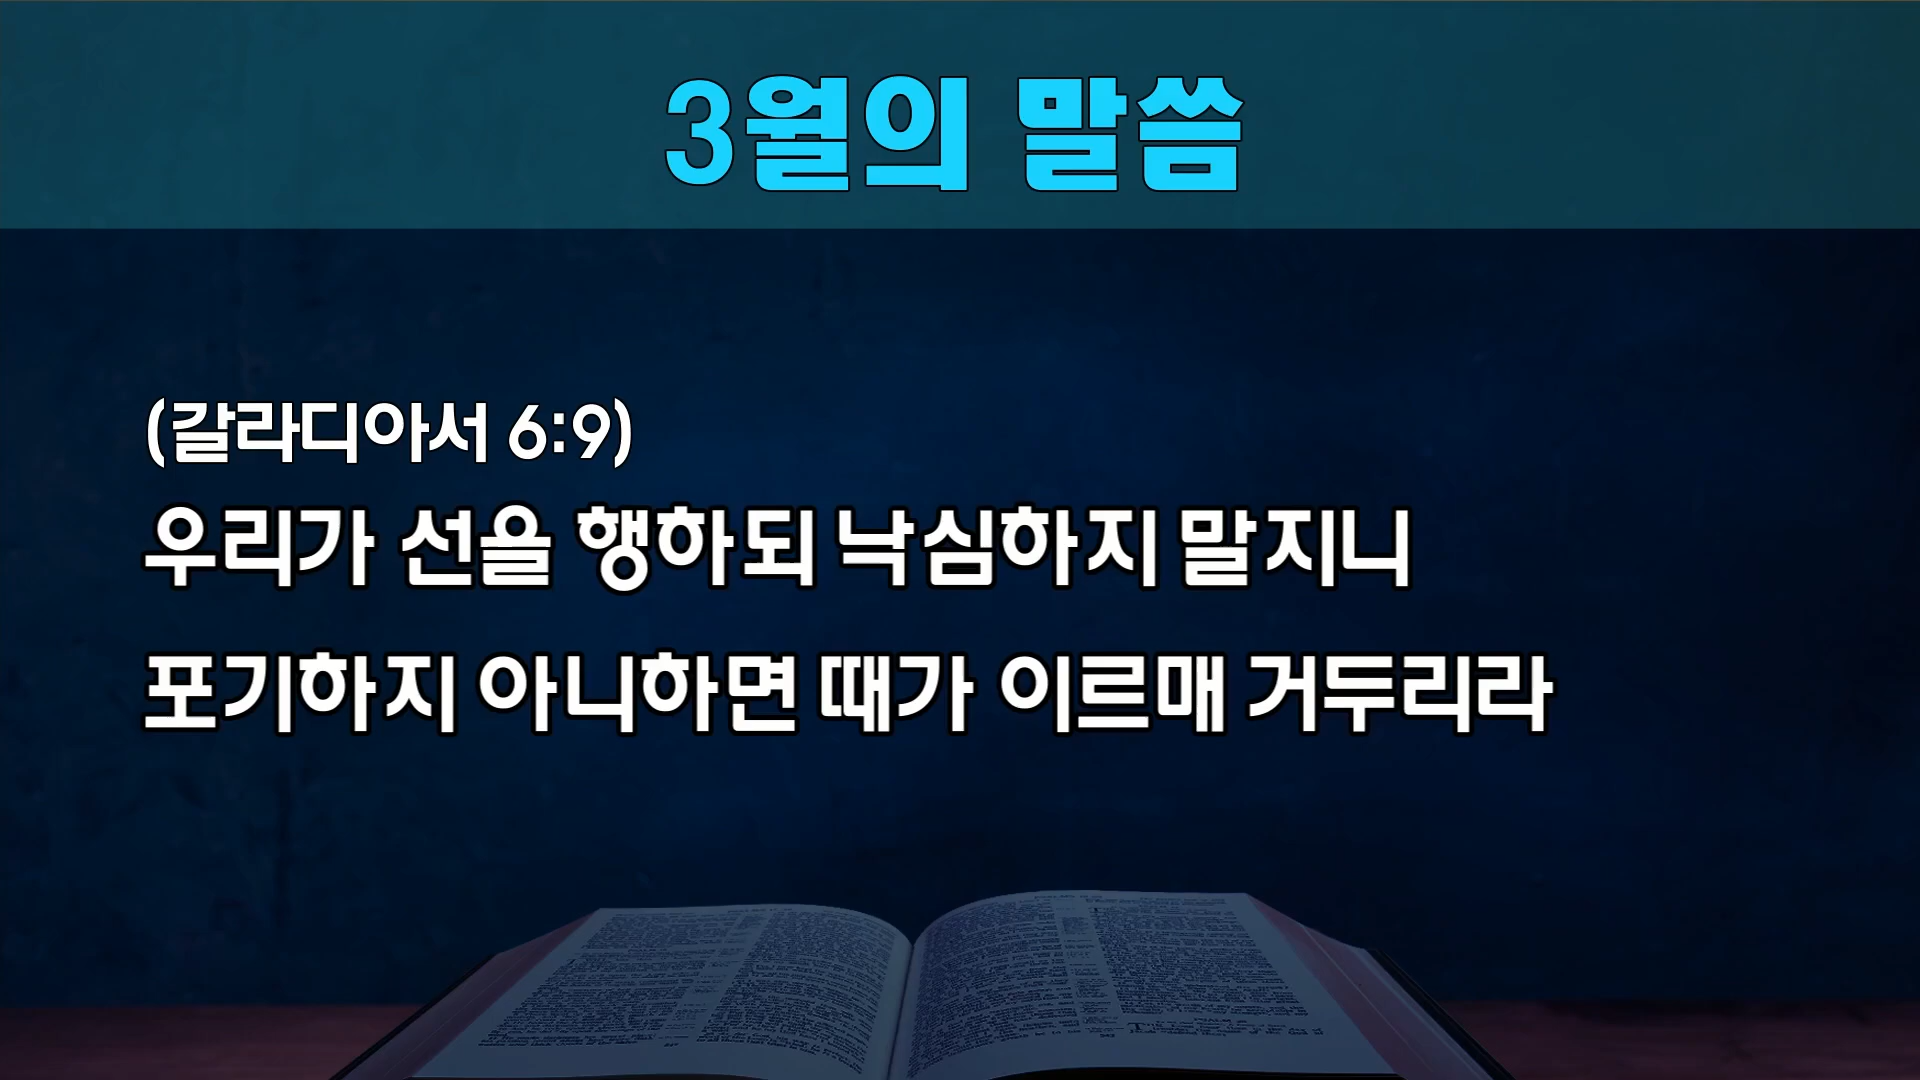 3월의 말씀
(갈라디아서 6:9)
우리가 선을 행하되 낙심하지 말지니
포기하지 아니하면 때가 이르매 거두리라